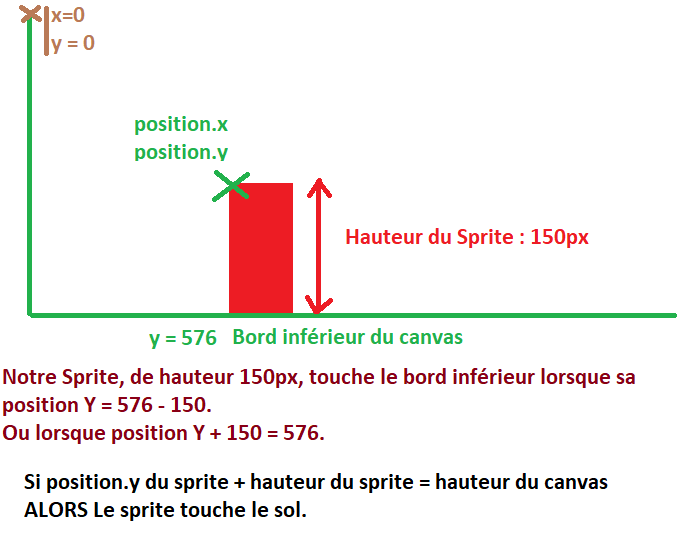 x=0
y = 0
position.x
position.y
Hauteur du Sprite : 150px
y = 576 Bord inférieur du canvas
Notre Sprite, de hauteur 150px, touche le bord inférieur lorsque sa
position Y = 576 - 150.
Ou lorsque position Y + 150 = 576.
Si position.y du sprite + hauteur du sprite = hauteur du canvas
ALORS Le sprite touche le sol.